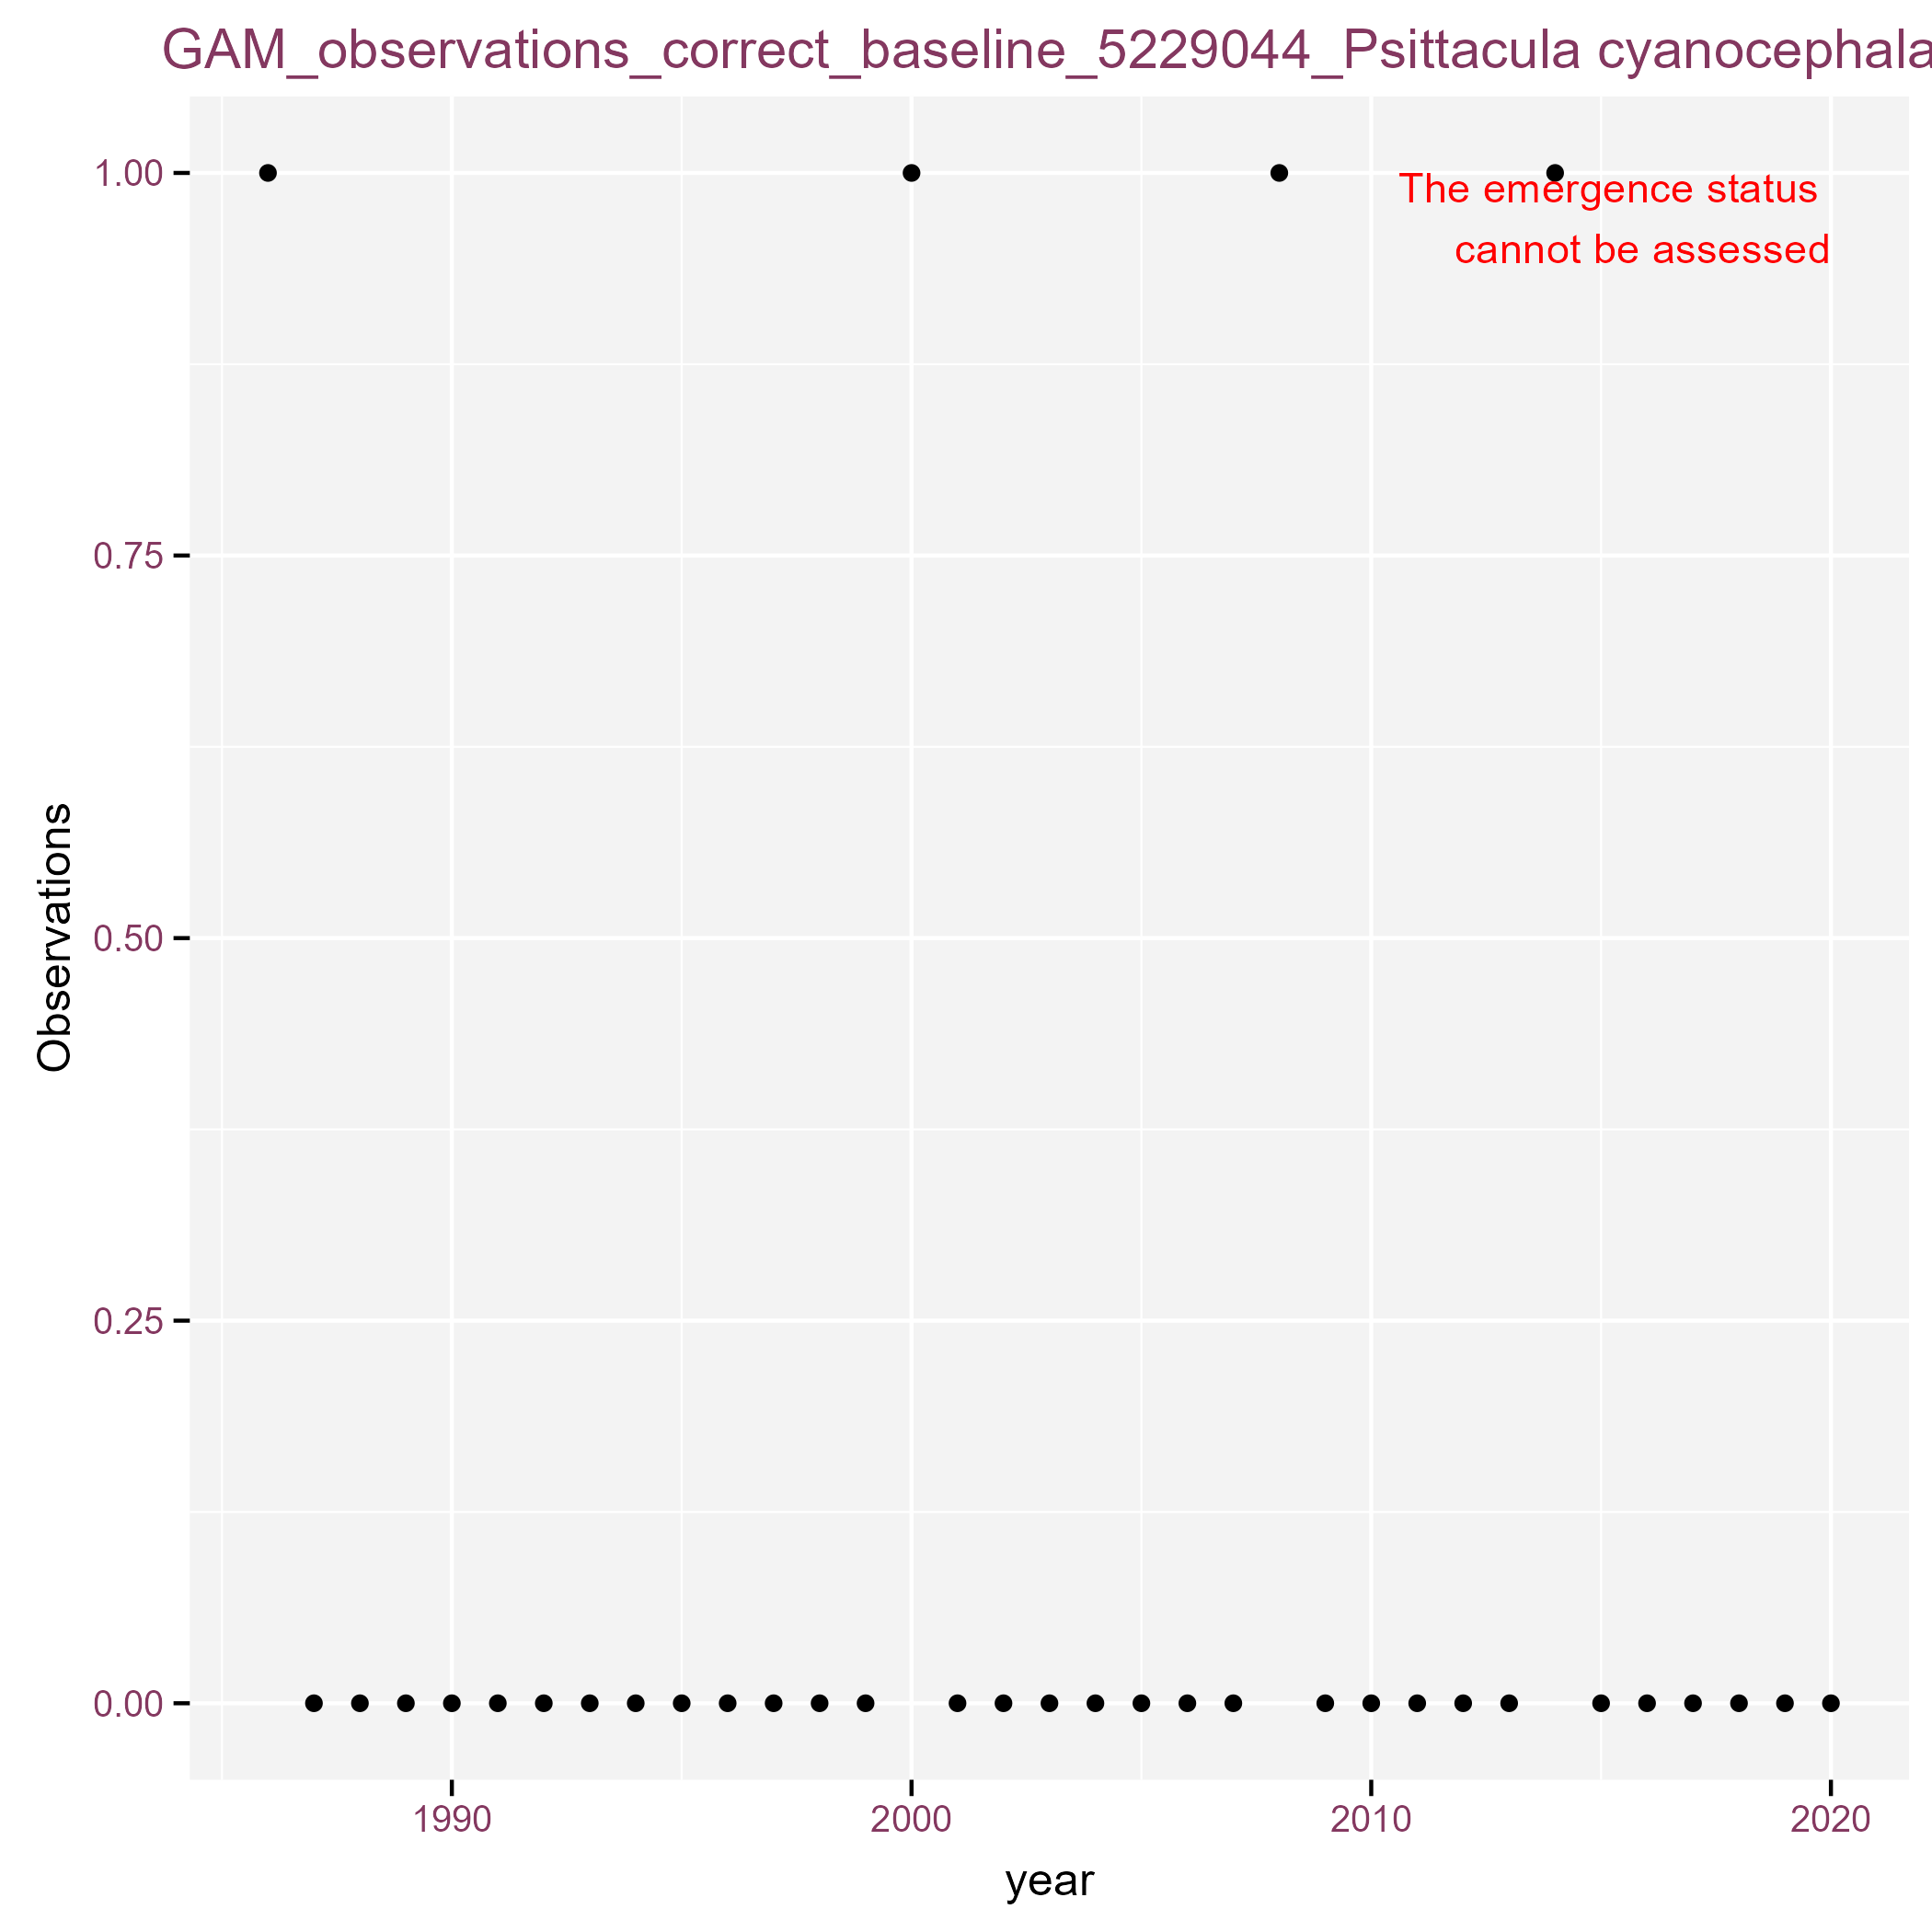 GAM_observations_correct_baseline_5229044_Psittacula cyanocephala
1.00
The emergence status
cannot be assessed
0.75
0.50
0.25
0.00
Observations
1990 2000 2010 2020
year